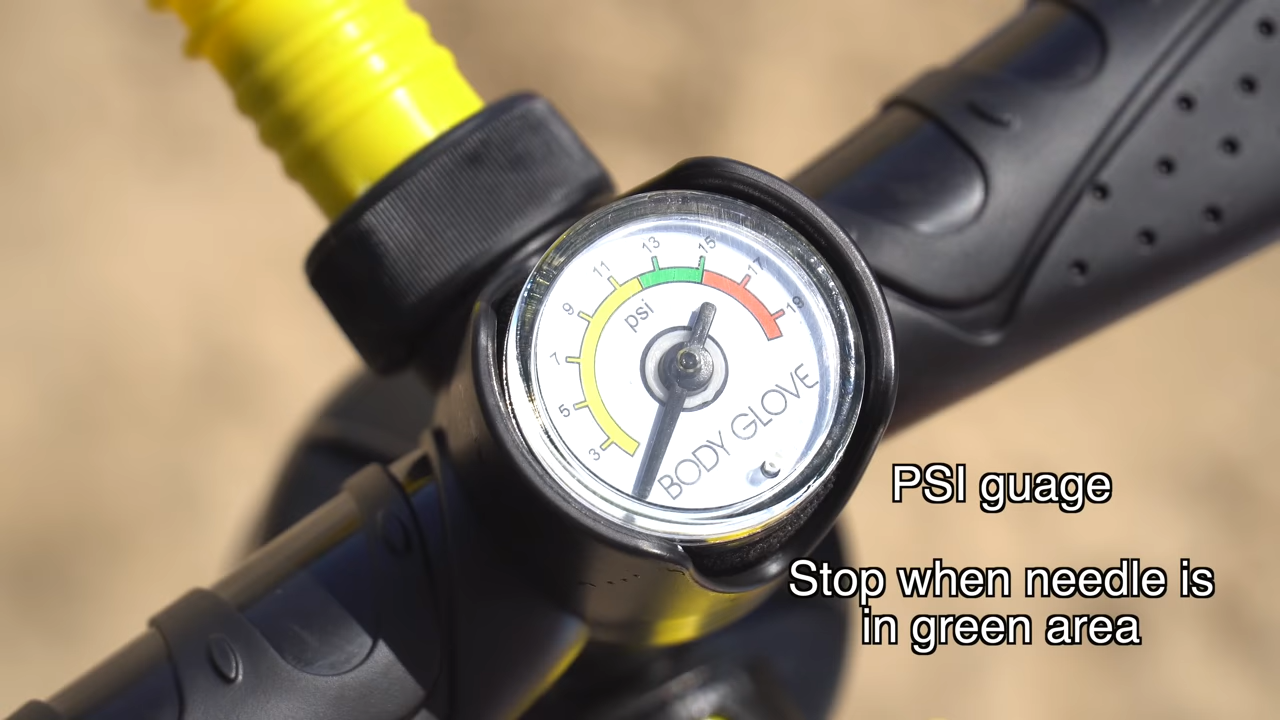 3
5
7
9
11
13
15
17
19
psi
BODY GLOVE
PSI guage
Stop when needle is
in green area